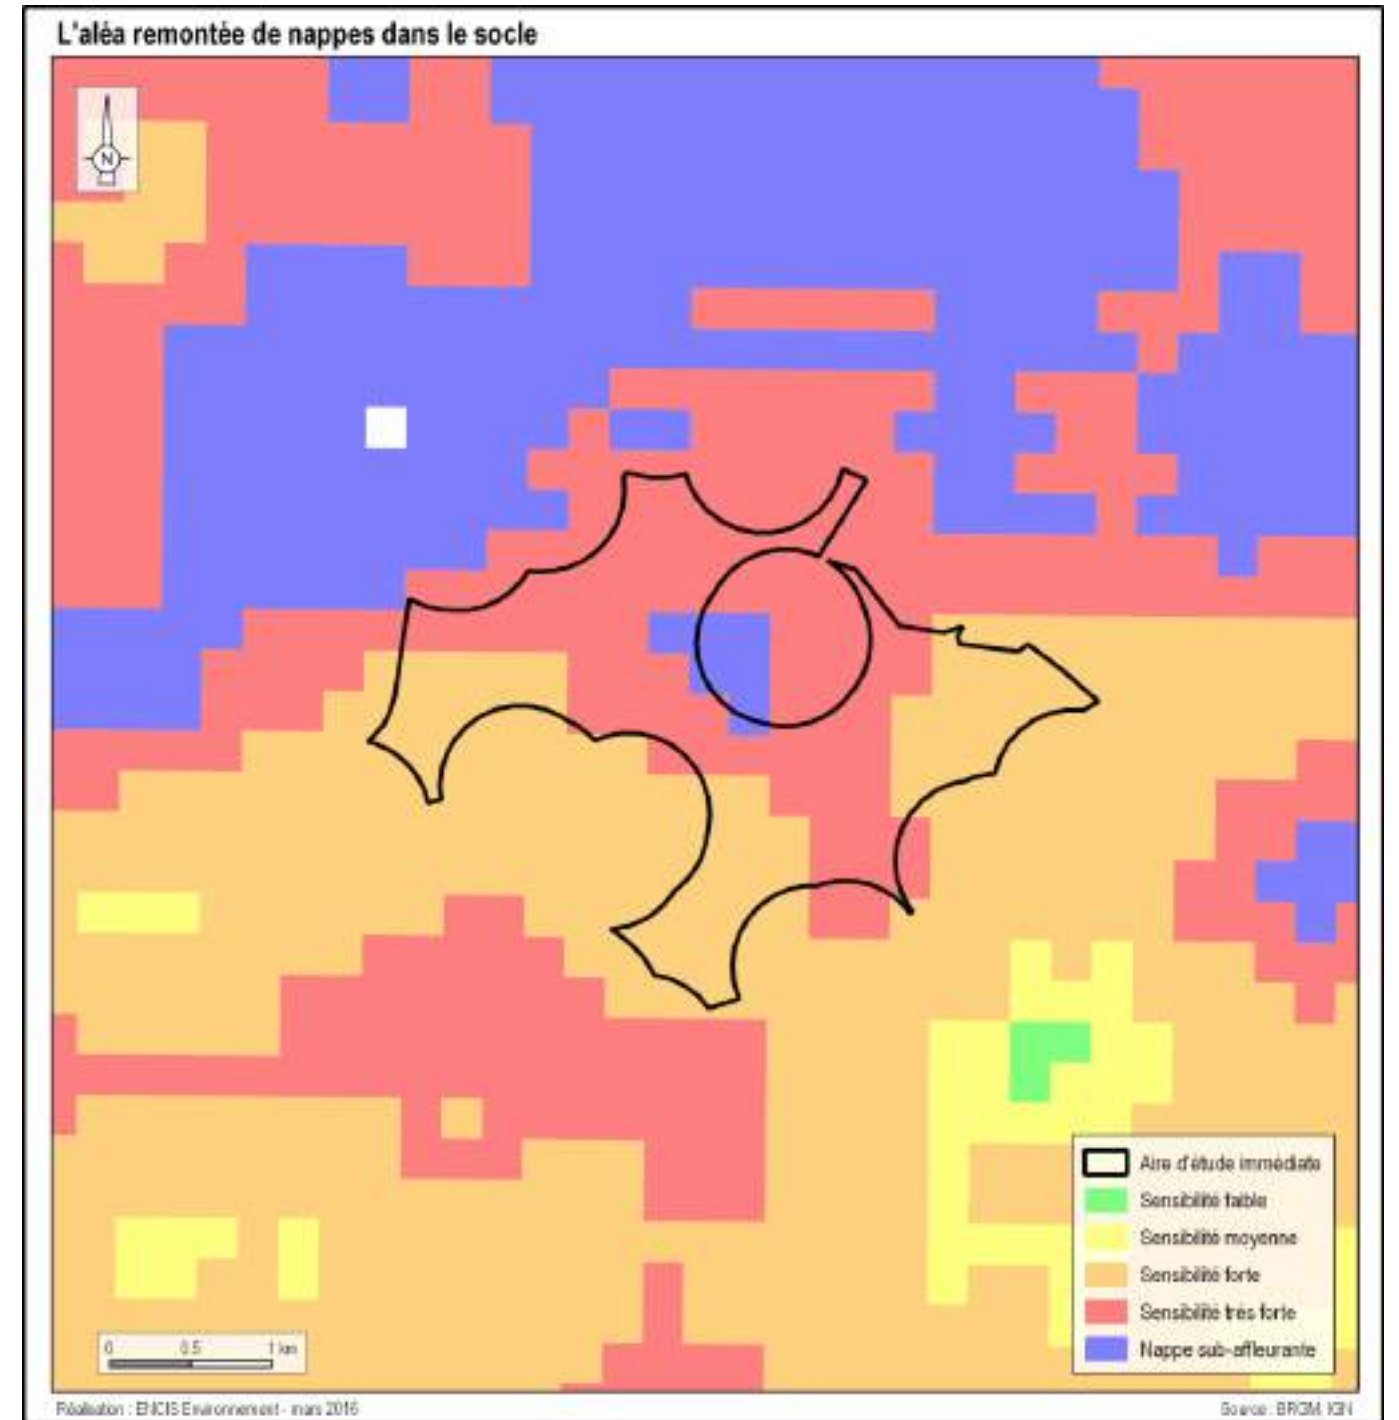 L'aléa remontée de nappes dans le socle
N
Aire d'étude immédiate
Sensibilité faible
Sensibilité moyenne
Sensibilité forte
Sensibilité très forte
Nappe sub-affleurante
0 0.5 1 km
Réalisation : ENCIS Environnement - mars 2016
Source : BRGM, IGN